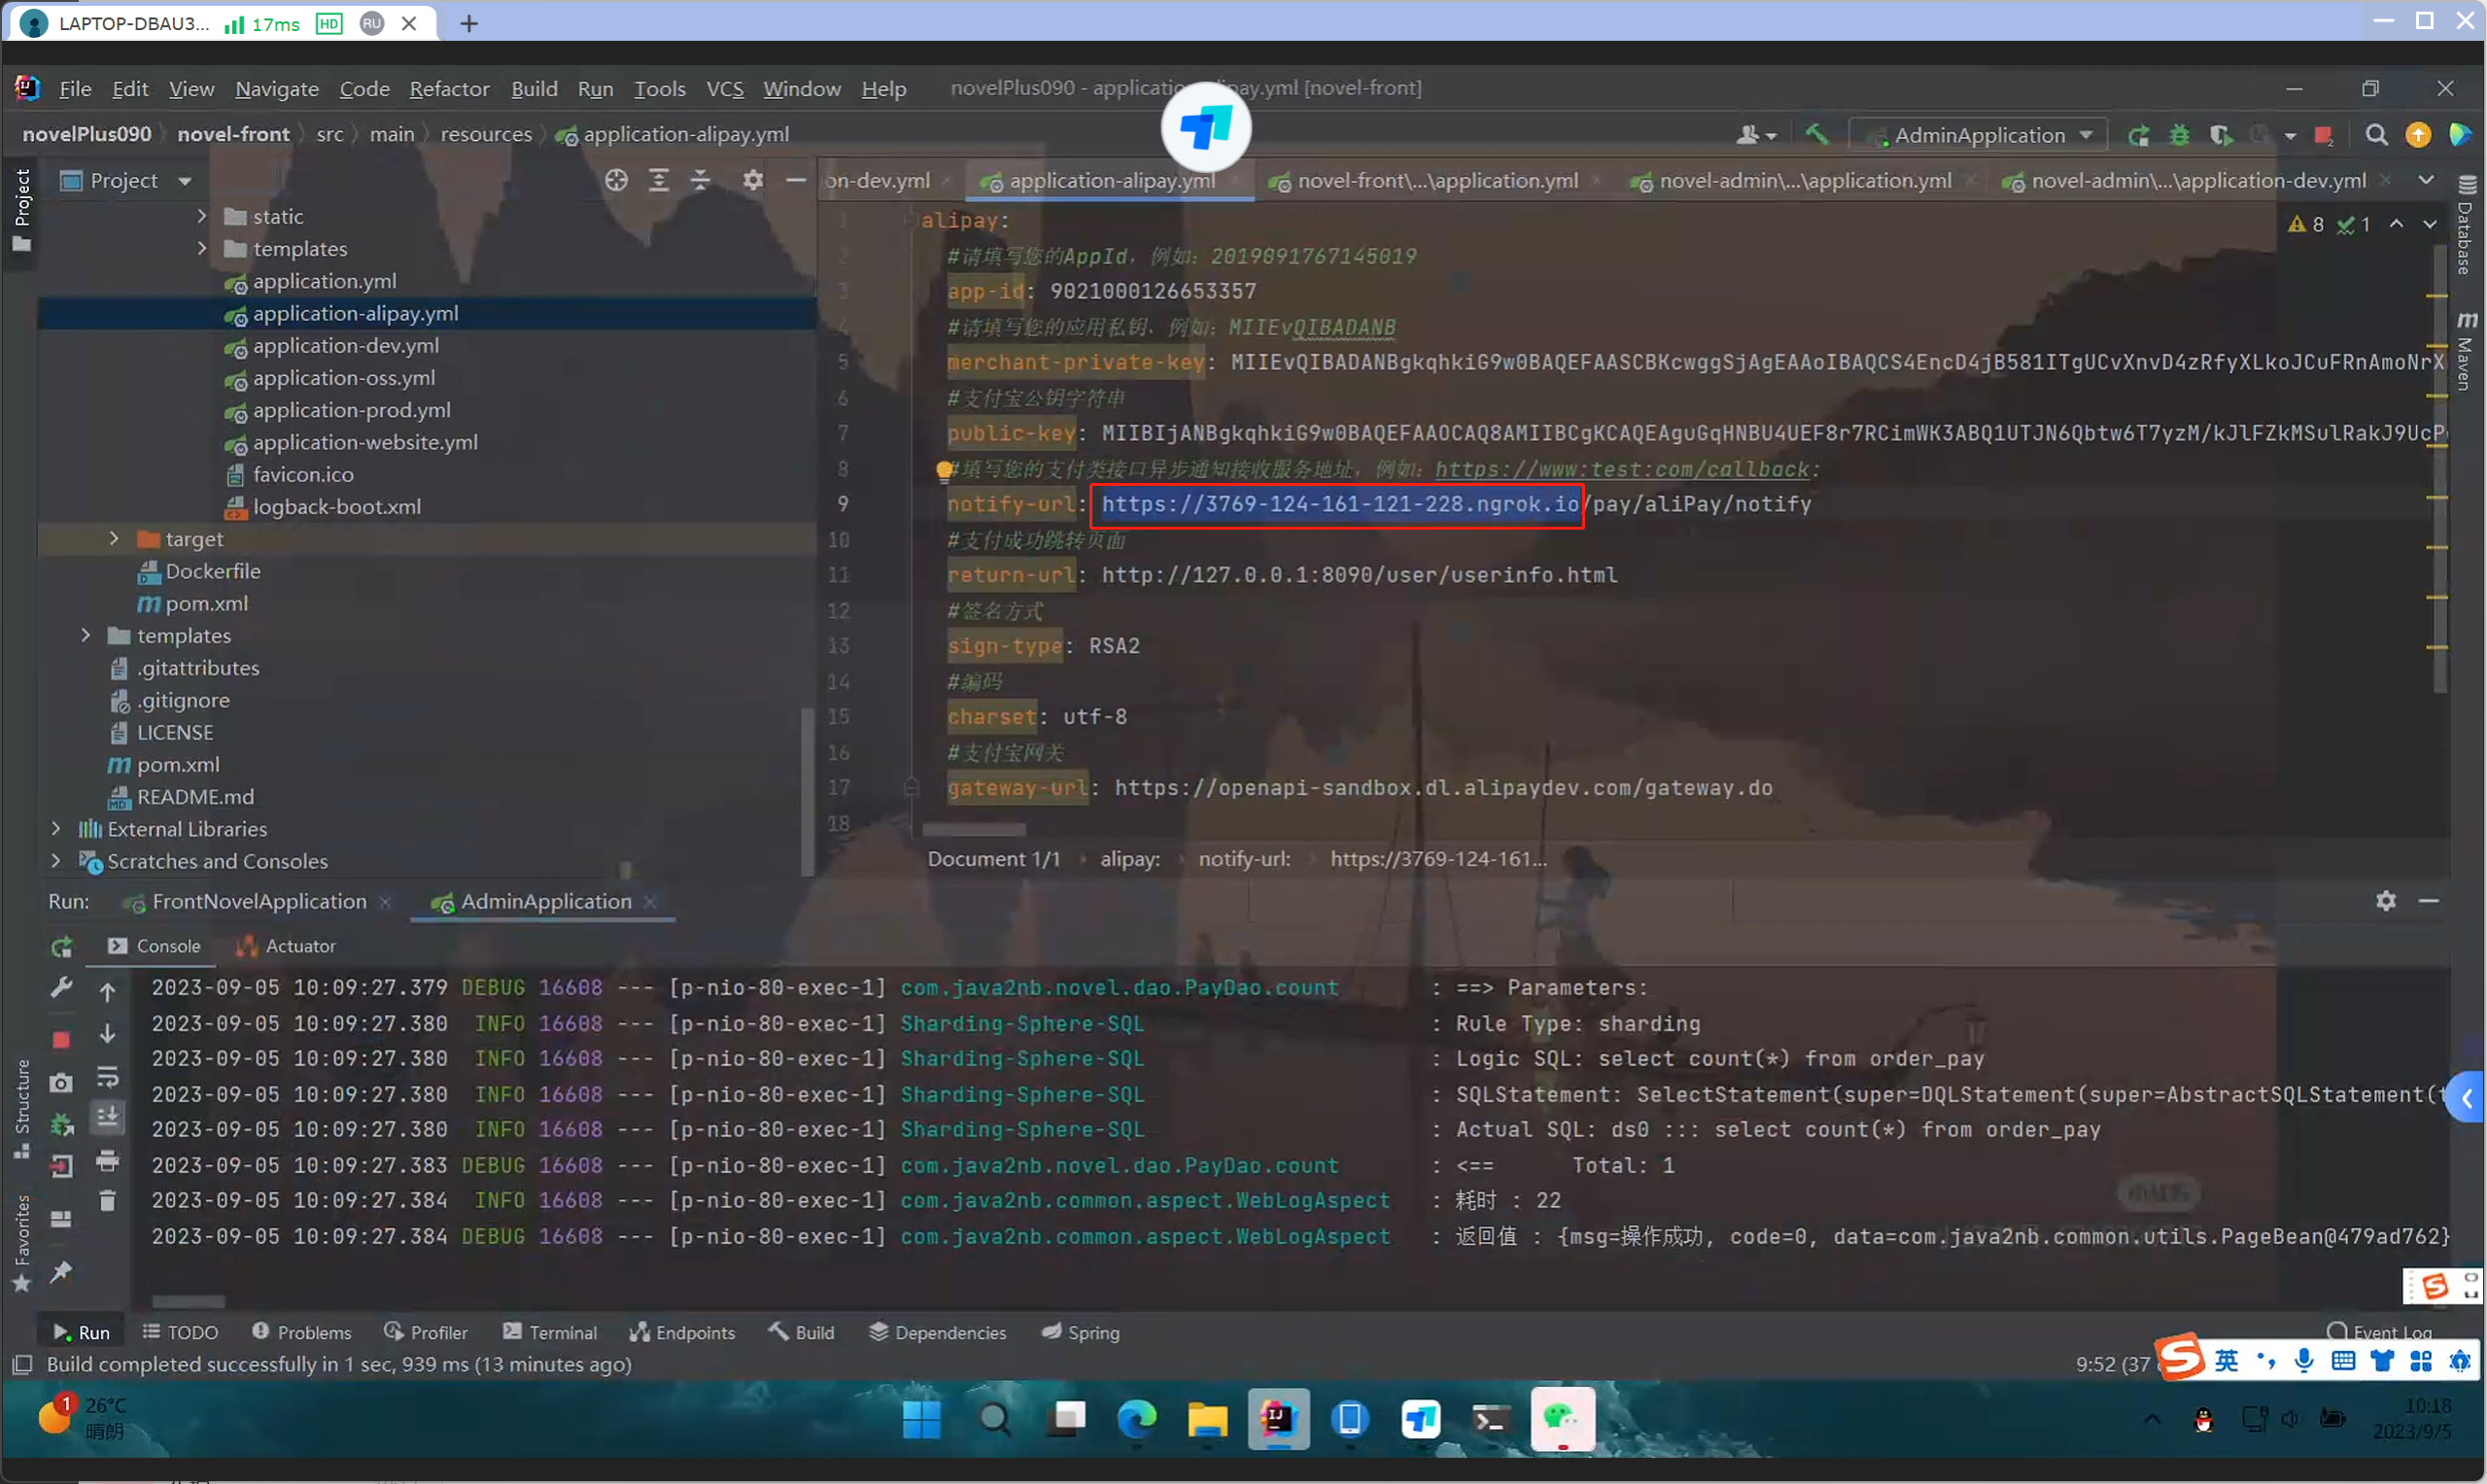 LAPTOP-DBAU3... 17ms HD RU
File Edit View Navigate Code Refactor Build Run Tools VCS Window Help novelPlus090 - application-alipay.yml [novel-front]
novelPlus090 novel-front src main resources application-alipay.yml AdminApplication
Project on-dev.yml application-alipay.yml novel-front\...\application.yml novel-admin\...\application.yml novel-admin\...\application-dev.yml
Project
Database
Maven
8 1
static
templates
application.yml
application-alipay.yml
application-dev.yml
application-oss.yml
application-prod.yml
application-website.yml
favicon.ico
logback-boot.xml
target
Dockerfile
pom.xml
templates
.gitattributes
.gitignore
LICENSE
pom.xml
README.md
External Libraries
Scratches and Consoles
1 alipay:
2 #请填写您的AppId，例如：2019091767145019
3 app-id: 9021000126653357
4 #请填写您的应用私钥，例如：MIIEvQIBADANB
5 merchant-private-key: MIIEvQIBADANBgkqhkiG9w0BAQEFAASCBKcwggSjAgEAAoIBAQCS4EncD4jB581ITgUCvXnvD4zRfyXLkoJCuFRnAmoNrX
6 #支付宝公钥字符串
7 public-key: MIIBIjANBgkqhkiG9w0BAQEFAAOCAQ8AMIIBCgKCAQEAguGqHNBU4UEF8r7RCimWK3ABQ1UTJN6Qbtw6T7yzM/kJlFZkMSulRakJ9UcP
8 #填写您的支付类接口异步通知接收服务地址，例如：https://www:test:com/callback:
9 notify-url: https://3769-124-161-121-228.ngrok.io/pay/aliPay/notify
10 #支付成功跳转页面
11 return-url: http://127.0.0.1:8090/user/userinfo.html
12 #签名方式
13 sign-type: RSA2
14 #编码
15 charset: utf-8
16 #支付宝网关
17 gateway-url: https://openapi-sandbox.dl.alipaydev.com/gateway.do
18
Document 1/1 alipay: notify-url: https://3769-124-161...
Run: FrontNovelApplication AdminApplication
Console Actuator
2023-09-05 10:09:27.379 DEBUG 16608 --- [p-nio-80-exec-1] com.java2nb.novel.dao.PayDao.count : ==> Parameters:
2023-09-05 10:09:27.380 INFO 16608 --- [p-nio-80-exec-1] Sharding-Sphere-SQL : Rule Type: sharding
2023-09-05 10:09:27.380 INFO 16608 --- [p-nio-80-exec-1] Sharding-Sphere-SQL : Logic SQL: select count(*) from order_pay
2023-09-05 10:09:27.380 INFO 16608 --- [p-nio-80-exec-1] Sharding-Sphere-SQL : SQLStatement: SelectStatement(super=DQLStatement(super=AbstractSQLStatement(t
2023-09-05 10:09:27.380 INFO 16608 --- [p-nio-80-exec-1] Sharding-Sphere-SQL : Actual SQL: ds0 ::: select count(*) from order_pay
2023-09-05 10:09:27.383 DEBUG 16608 --- [p-nio-80-exec-1] com.java2nb.novel.dao.PayDao.count : <== Total: 1
2023-09-05 10:09:27.384 INFO 16608 --- [p-nio-80-exec-1] com.java2nb.common.aspect.WebLogAspect : 耗时 : 22
2023-09-05 10:09:27.384 DEBUG 16608 --- [p-nio-80-exec-1] com.java2nb.common.aspect.WebLogAspect : 返回值 : {msg=操作成功, code=0, data=com.java2nb.common.utils.PageBean@479ad762}
Structure
Favorites
Run TODO Problems Profiler Terminal Endpoints Build Dependencies Spring Event Log
Build completed successfully in 1 sec, 939 ms (13 minutes ago) 9:52 (37 英
1 26°C
晴朗
10:18
2023/9/5